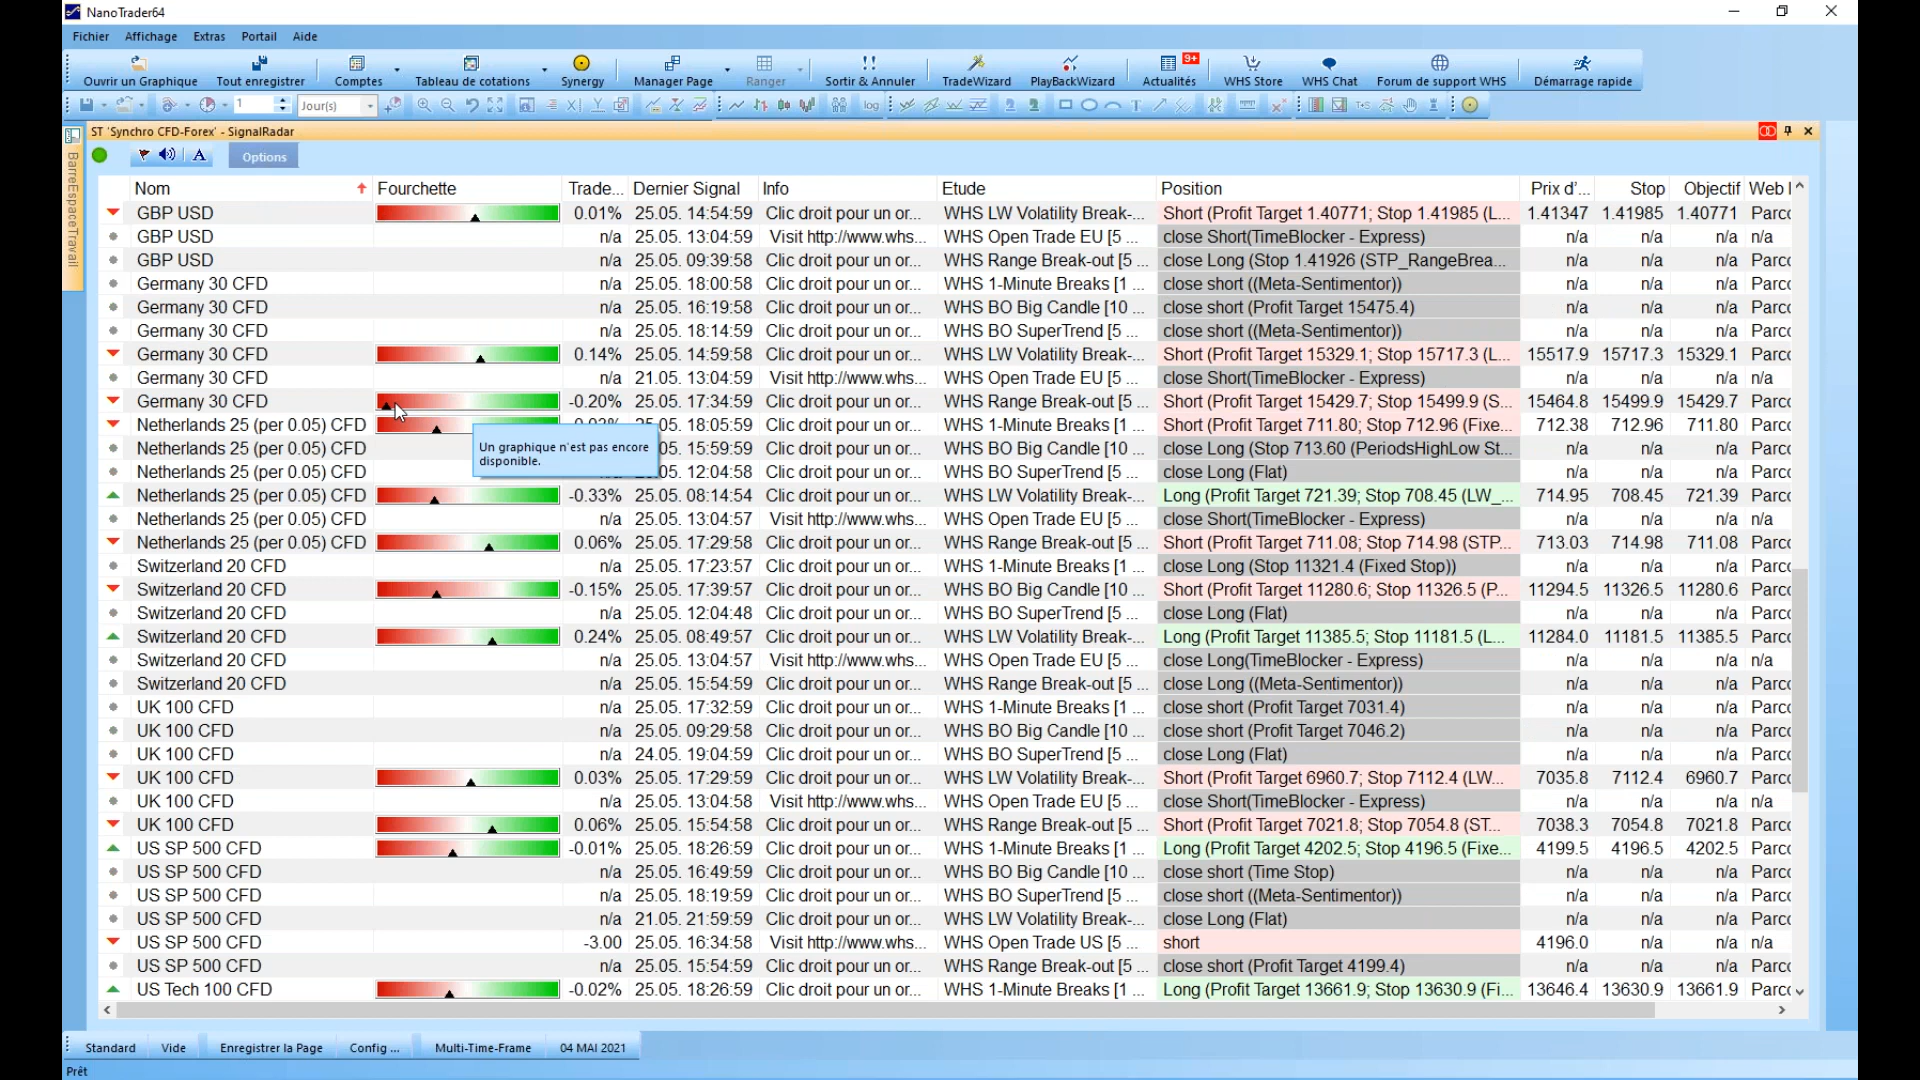 NanoTrader64
Fichier Affichage Extras Portail Aide
Ouvrir un Graphique Tout enregistrer Comptes Tableau de cotations Synergy Manager Page Ranger Sortir & Annuler TradeWizard PlayBackWizard Actualités 9+ WHS Store WHS Chat Forum de support WHS Démarrage rapide
1 Jour(s) log T+S
ST 'Synchro CFD-Forex' - SignalRadar
BarreEspaceTravail
A Options
Nom Fourchette Trade... Dernier Signal Info Etude Position Prix d'... Stop Objectif Web
GBP USD 0.01% 25.05. 14:54:59 Clic droit pour un or... WHS LW Volatility Break-... Short (Profit Target 1.40771; Stop 1.41985 (L... 1.41347 1.41985 1.40771 Parc
GBP USD n/a 25.05. 13:04:59 Visit http://www.whs... WHS Open Trade EU [5 ... close Short(TimeBlocker - Express) n/a n/a n/a n/a
GBP USD n/a 25.05. 09:39:58 Clic droit pour un or... WHS Range Break-out [5 ... close Long (Stop 1.41926 (STP_RangeBrea... n/a n/a n/a Parc
Germany 30 CFD n/a 25.05. 18:00:58 Clic droit pour un or... WHS 1-Minute Breaks [1 ... close short ((Meta-Sentimentor)) n/a n/a n/a Parc
Germany 30 CFD n/a 25.05. 16:19:58 Clic droit pour un or... WHS BO Big Candle [10 ... close short (Profit Target 15475.4) n/a n/a n/a Parc
Germany 30 CFD n/a 25.05. 18:14:59 Clic droit pour un or... WHS BO SuperTrend [5 ... close short ((Meta-Sentimentor)) n/a n/a n/a Parc
Germany 30 CFD 0.14% 25.05. 14:59:58 Clic droit pour un or... WHS LW Volatility Break-... Short (Profit Target 15329.1; Stop 15717.3 (L... 15517.9 15717.3 15329.1 Parc
Germany 30 CFD n/a 21.05. 13:04:59 Visit http://www.whs... WHS Open Trade EU [5 ... close Short(TimeBlocker - Express) n/a n/a n/a n/a
Germany 30 CFD -0.20% 25.05. 17:34:59 Clic droit pour un or... WHS Range Break-out [5 ... Short (Profit Target 15429.7; Stop 15499.9 (S... 15464.8 15499.9 15429.7 Parc
Netherlands 25 (per 0.05) CFD 25.05. 18:05:59 Clic droit pour un or... WHS 1-Minute Breaks [1 ... Short (Profit Target 711.80; Stop 712.96 (Fixe... 712.38 712.96 711.80 Parc
Netherlands 25 (per 0.05) CFD 05. 15:59:59 Clic droit pour un or... WHS BO Big Candle [10 ... close Long (Stop 713.60 (PeriodsHighLow St... n/a n/a n/a Parc
Un graphique n'est pas encore
disponible.
Netherlands 25 (per 0.05) CFD 05. 12:04:58 Clic droit pour un or... WHS BO SuperTrend [5 ... close Long (Flat) n/a n/a n/a Parc
Netherlands 25 (per 0.05) CFD -0.33% 25.05. 08:14:54 Clic droit pour un or... WHS LW Volatility Break-... Long (Profit Target 721.39; Stop 708.45 (LW_... 714.95 708.45 721.39 Parc
Netherlands 25 (per 0.05) CFD n/a 25.05. 13:04:57 Visit http://www.whs... WHS Open Trade EU [5 ... close Short(TimeBlocker - Express) n/a n/a n/a n/a
Netherlands 25 (per 0.05) CFD 0.06% 25.05. 17:29:58 Clic droit pour un or... WHS Range Break-out [5 ... Short (Profit Target 711.08; Stop 714.98 (STP... 713.03 714.98 711.08 Parc
Switzerland 20 CFD n/a 25.05. 17:23:57 Clic droit pour un or... WHS 1-Minute Breaks [1 ... close Long (Stop 11321.4 (Fixed Stop)) n/a n/a n/a Parc
Switzerland 20 CFD -0.15% 25.05. 17:39:57 Clic droit pour un or... WHS BO Big Candle [10 ... Short (Profit Target 11280.6; Stop 11326.5 (P... 11294.5 11326.5 11280.6 Parc
Switzerland 20 CFD n/a 25.05. 12:04:48 Clic droit pour un or... WHS BO SuperTrend [5 ... close Long (Flat) n/a n/a n/a Parc
Switzerland 20 CFD 0.24% 25.05. 08:49:57 Clic droit pour un or... WHS LW Volatility Break-... Long (Profit Target 11385.5; Stop 11181.5 (L... 11284.0 11181.5 11385.5 Parc
Switzerland 20 CFD n/a 25.05. 13:04:57 Visit http://www.whs... WHS Open Trade EU [5 ... close Long(TimeBlocker - Express) n/a n/a n/a n/a
Switzerland 20 CFD n/a 25.05. 15:54:59 Clic droit pour un or... WHS Range Break-out [5 ... close Long ((Meta-Sentimentor)) n/a n/a n/a Parc
UK 100 CFD n/a 25.05. 17:32:59 Clic droit pour un or... WHS 1-Minute Breaks [1 ... close short (Profit Target 7031.4) n/a n/a n/a Parc
UK 100 CFD n/a 25.05. 09:29:58 Clic droit pour un or... WHS BO Big Candle [10 ... close short (Profit Target 7046.2) n/a n/a n/a Parc
UK 100 CFD n/a 24.05. 19:04:59 Clic droit pour un or... WHS BO SuperTrend [5 ... close Long (Flat) n/a n/a n/a Parc
UK 100 CFD 0.03% 25.05. 17:29:59 Clic droit pour un or... WHS LW Volatility Break-... Short (Profit Target 6960.7; Stop 7112.4 (LW... 7035.8 7112.4 6960.7 Parc
UK 100 CFD n/a 25.05. 13:04:58 Visit http://www.whs... WHS Open Trade EU [5 ... close Short(TimeBlocker - Express) n/a n/a n/a n/a
UK 100 CFD 0.06% 25.05. 15:54:58 Clic droit pour un or... WHS Range Break-out [5 ... Short (Profit Target 7021.8; Stop 7054.8 (ST... 7038.3 7054.8 7021.8 Parc
US SP 500 CFD -0.01% 25.05. 18:26:59 Clic droit pour un or... WHS 1-Minute Breaks [1 ... Long (Profit Target 4202.5; Stop 4196.5 (Fixe... 4199.5 4196.5 4202.5 Parc
US SP 500 CFD n/a 25.05. 16:49:59 Clic droit pour un or... WHS BO Big Candle [10 ... close short (Time Stop) n/a n/a n/a Parc
US SP 500 CFD n/a 25.05. 18:19:59 Clic droit pour un or... WHS BO SuperTrend [5 ... close short ((Meta-Sentimentor)) n/a n/a n/a Parc
US SP 500 CFD n/a 21.05. 21:59:59 Clic droit pour un or... WHS LW Volatility Break-... close Long (Flat) n/a n/a n/a Parc
US SP 500 CFD -3.00 25.05. 16:34:58 Visit http://www.whs... WHS Open Trade US [5 ... short 4196.0 n/a n/a n/a
US SP 500 CFD n/a 25.05. 15:54:59 Clic droit pour un or... WHS Range Break-out [5 ... close short (Profit Target 4199.4) n/a n/a n/a Parc
US Tech 100 CFD -0.02% 25.05. 18:26:59 Clic droit pour un or... WHS 1-Minute Breaks [1 ... Long (Profit Target 13661.9; Stop 13630.9 (Fi... 13646.4 13630.9 13661.9 Parc
Standard Vide Enregistrer la Page Config ... Multi-Time-Frame 04 MAI 2021
Prêt